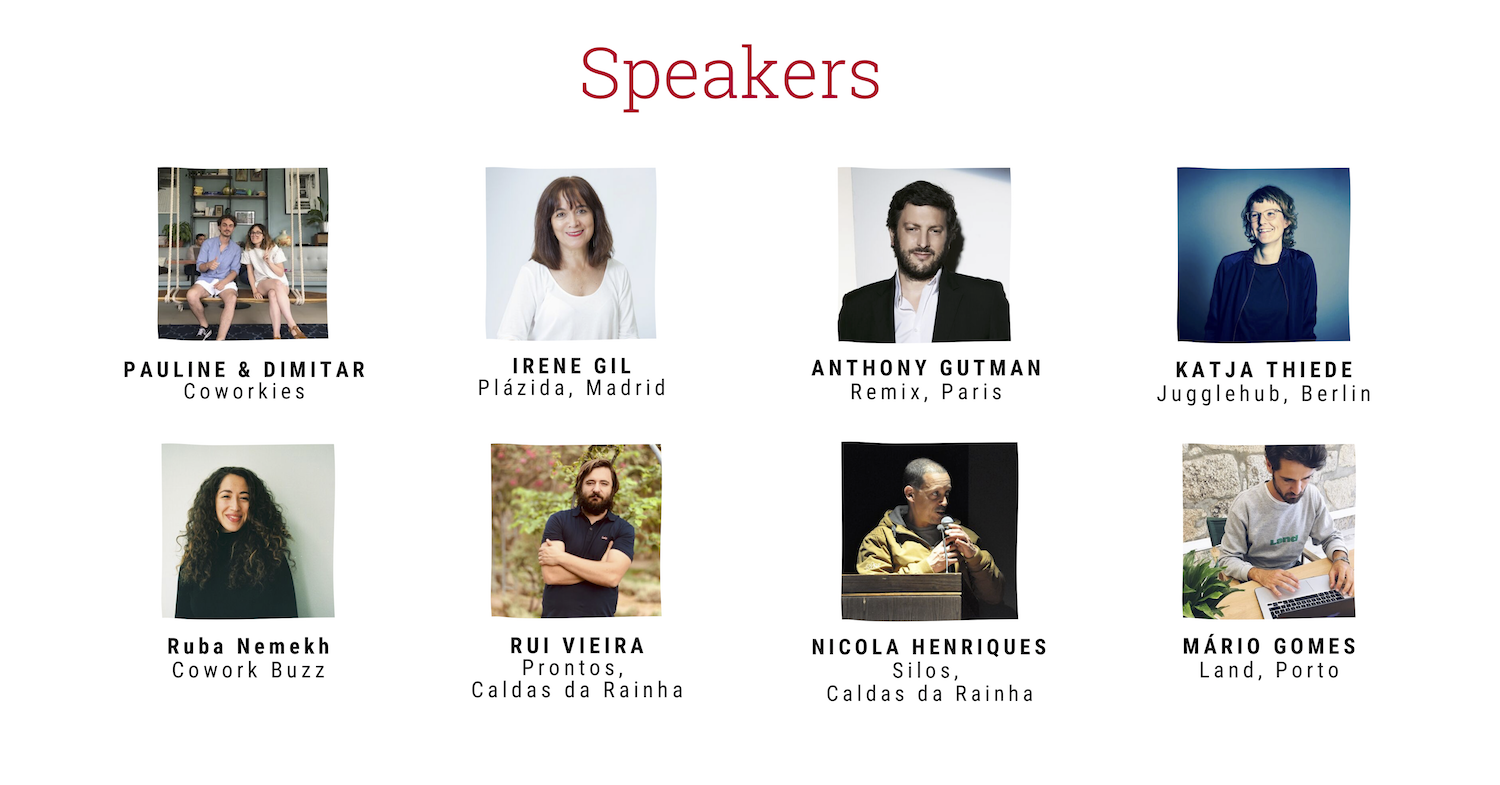 Speakers
PAULINE & DIMITAR
Coworkies
IRENE GIL
Plázida, Madrid
ANTHONY GUTMAN
Remix, Paris
KATJA THIEDE
Jugglehub, Berlin
Ruba Nemekh
Cowork Buzz
RUI VIEIRA
Prontos,
Caldas da Rainha
NICOLA HENRIQUES
Silos,
Caldas da Rainha
Land
MÁRIO GOMES
Land, Porto